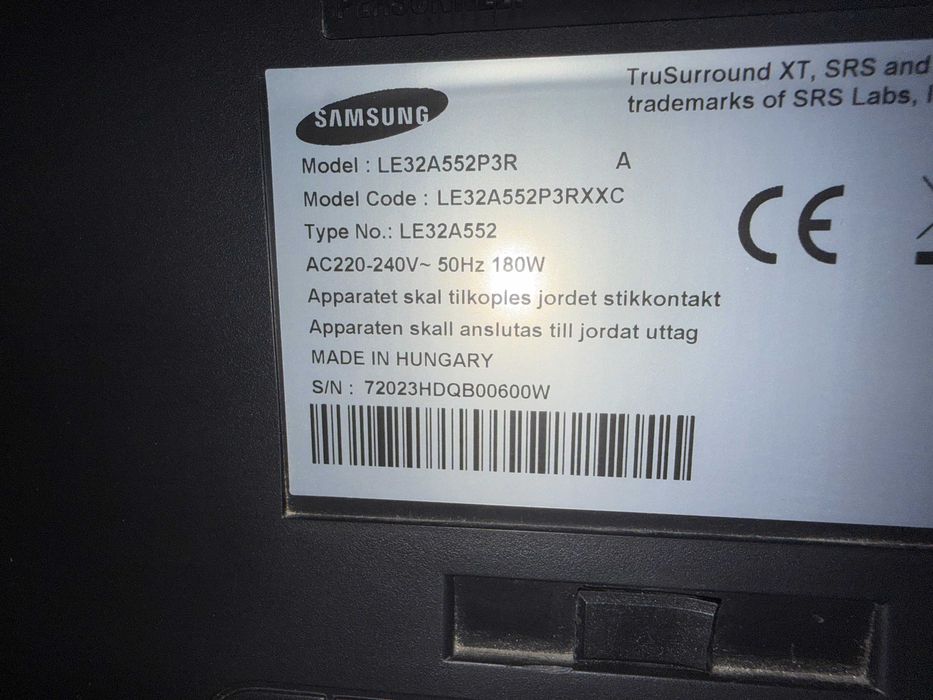 TruSurround XT, SRS and
trademarks of SRS Labs,
SAMSUNG
Model : LE32A552P3R A
Model Code : LE32A552P3RXXC
Type No.: LE32A552
AC220-240V~ 50Hz 180W
Apparatet skal tilkoples jordet stikkontakt
Apparaten skall anslutas till jordat uttag
MADE IN HUNGARY
S/N : 72023HDQB00600W
CE